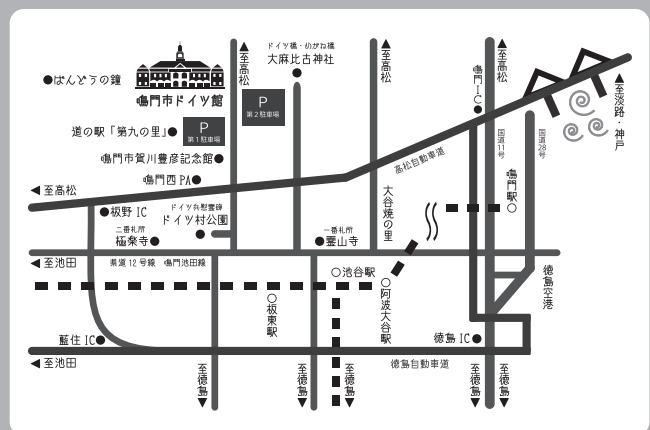 ばんどうの鐘
鳴門市ドイツ館
至高松
ドイツ橋・めがね橋
大麻比古神社
至高松
至高松
鳴門IC
至淡路・神戸
P
第2駐車場
道の駅「第九の里」
P
第1駐車場
鳴門市賀川豊彦記念館
鳴門西PA
高松自動車道
国道11号
国道28号
鳴門駅
至高松
板野 IC
ドイツ兵慰霊碑
ドイツ村公園
大谷焼の里
二番札所
極楽寺
一番札所
霊山寺
至池田
県道12号線 鳴門池田線
池谷駅
阿波大谷駅
板東駅
徳島空港
藍住 IC
徳島 IC
至池田
徳島自動車道
至徳島
至徳島
至徳島
至徳島
至徳島